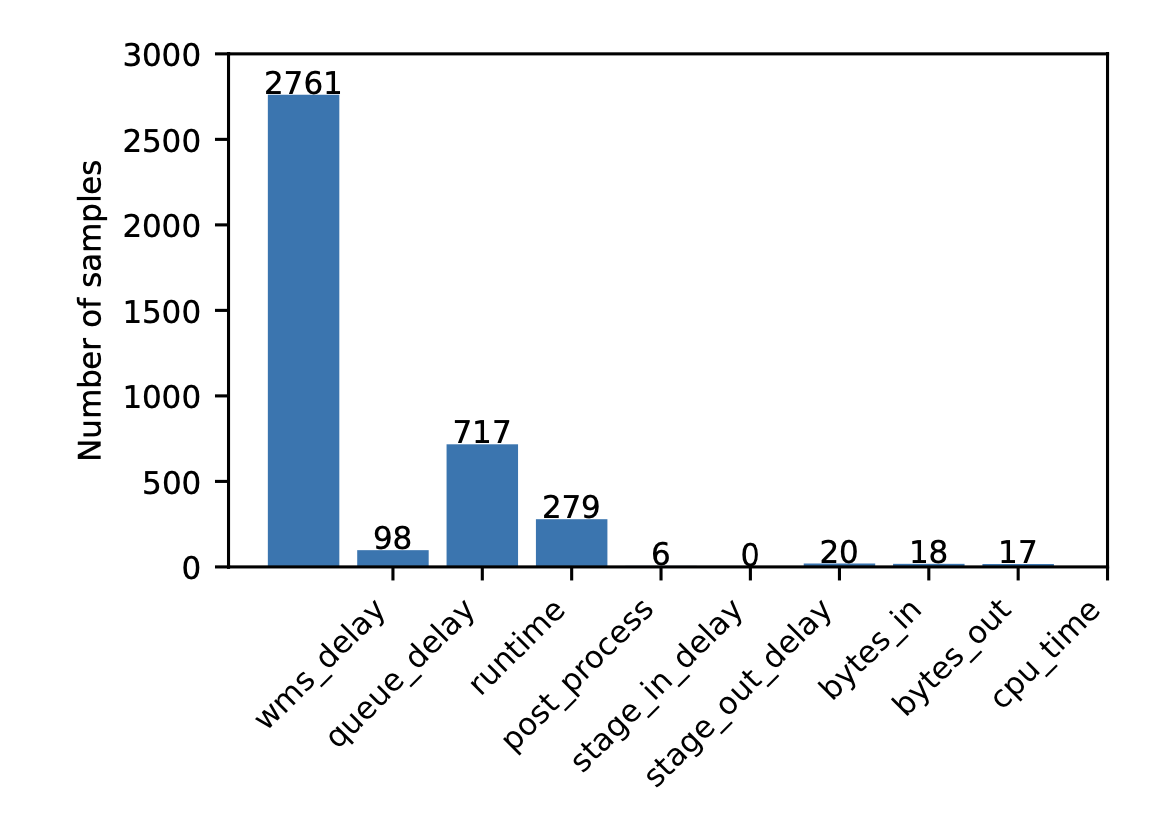 3000
2500
2000
1500
1000
500
0
Number of samples
2761
98
717
279
6
0
20
18
17
wms_delay
queue_delay
runtime
post_process
stage_in_delay
stage_out_delay
bytes_in
bytes_out
cpu_time